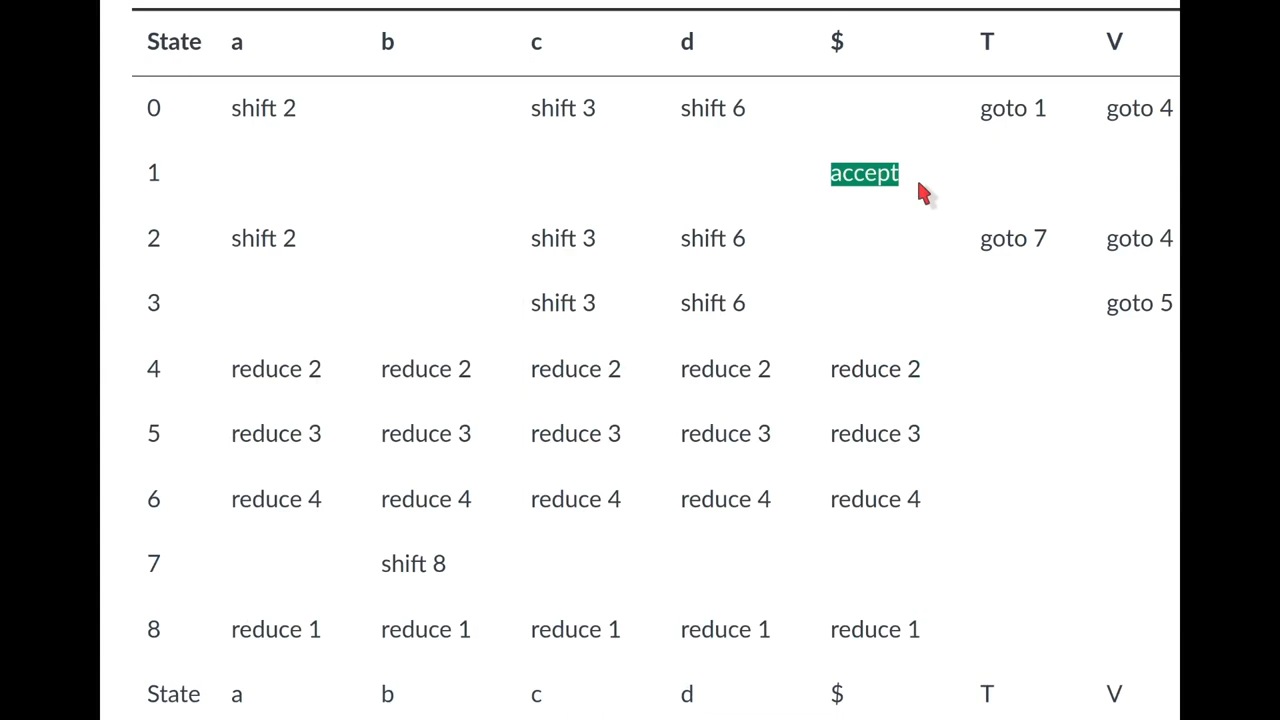 State a b c d $ T V
0 shift 2 shift 3 shift 6 goto 1 goto 4
1 accept
2 shift 2 shift 3 shift 6 goto 7 goto 4
3 shift 3 shift 6 goto 5
4 reduce 2 reduce 2 reduce 2 reduce 2 reduce 2
5 reduce 3 reduce 3 reduce 3 reduce 3 reduce 3
6 reduce 4 reduce 4 reduce 4 reduce 4 reduce 4
7 shift 8
8 reduce 1 reduce 1 reduce 1 reduce 1 reduce 1
State a b c d $ T V